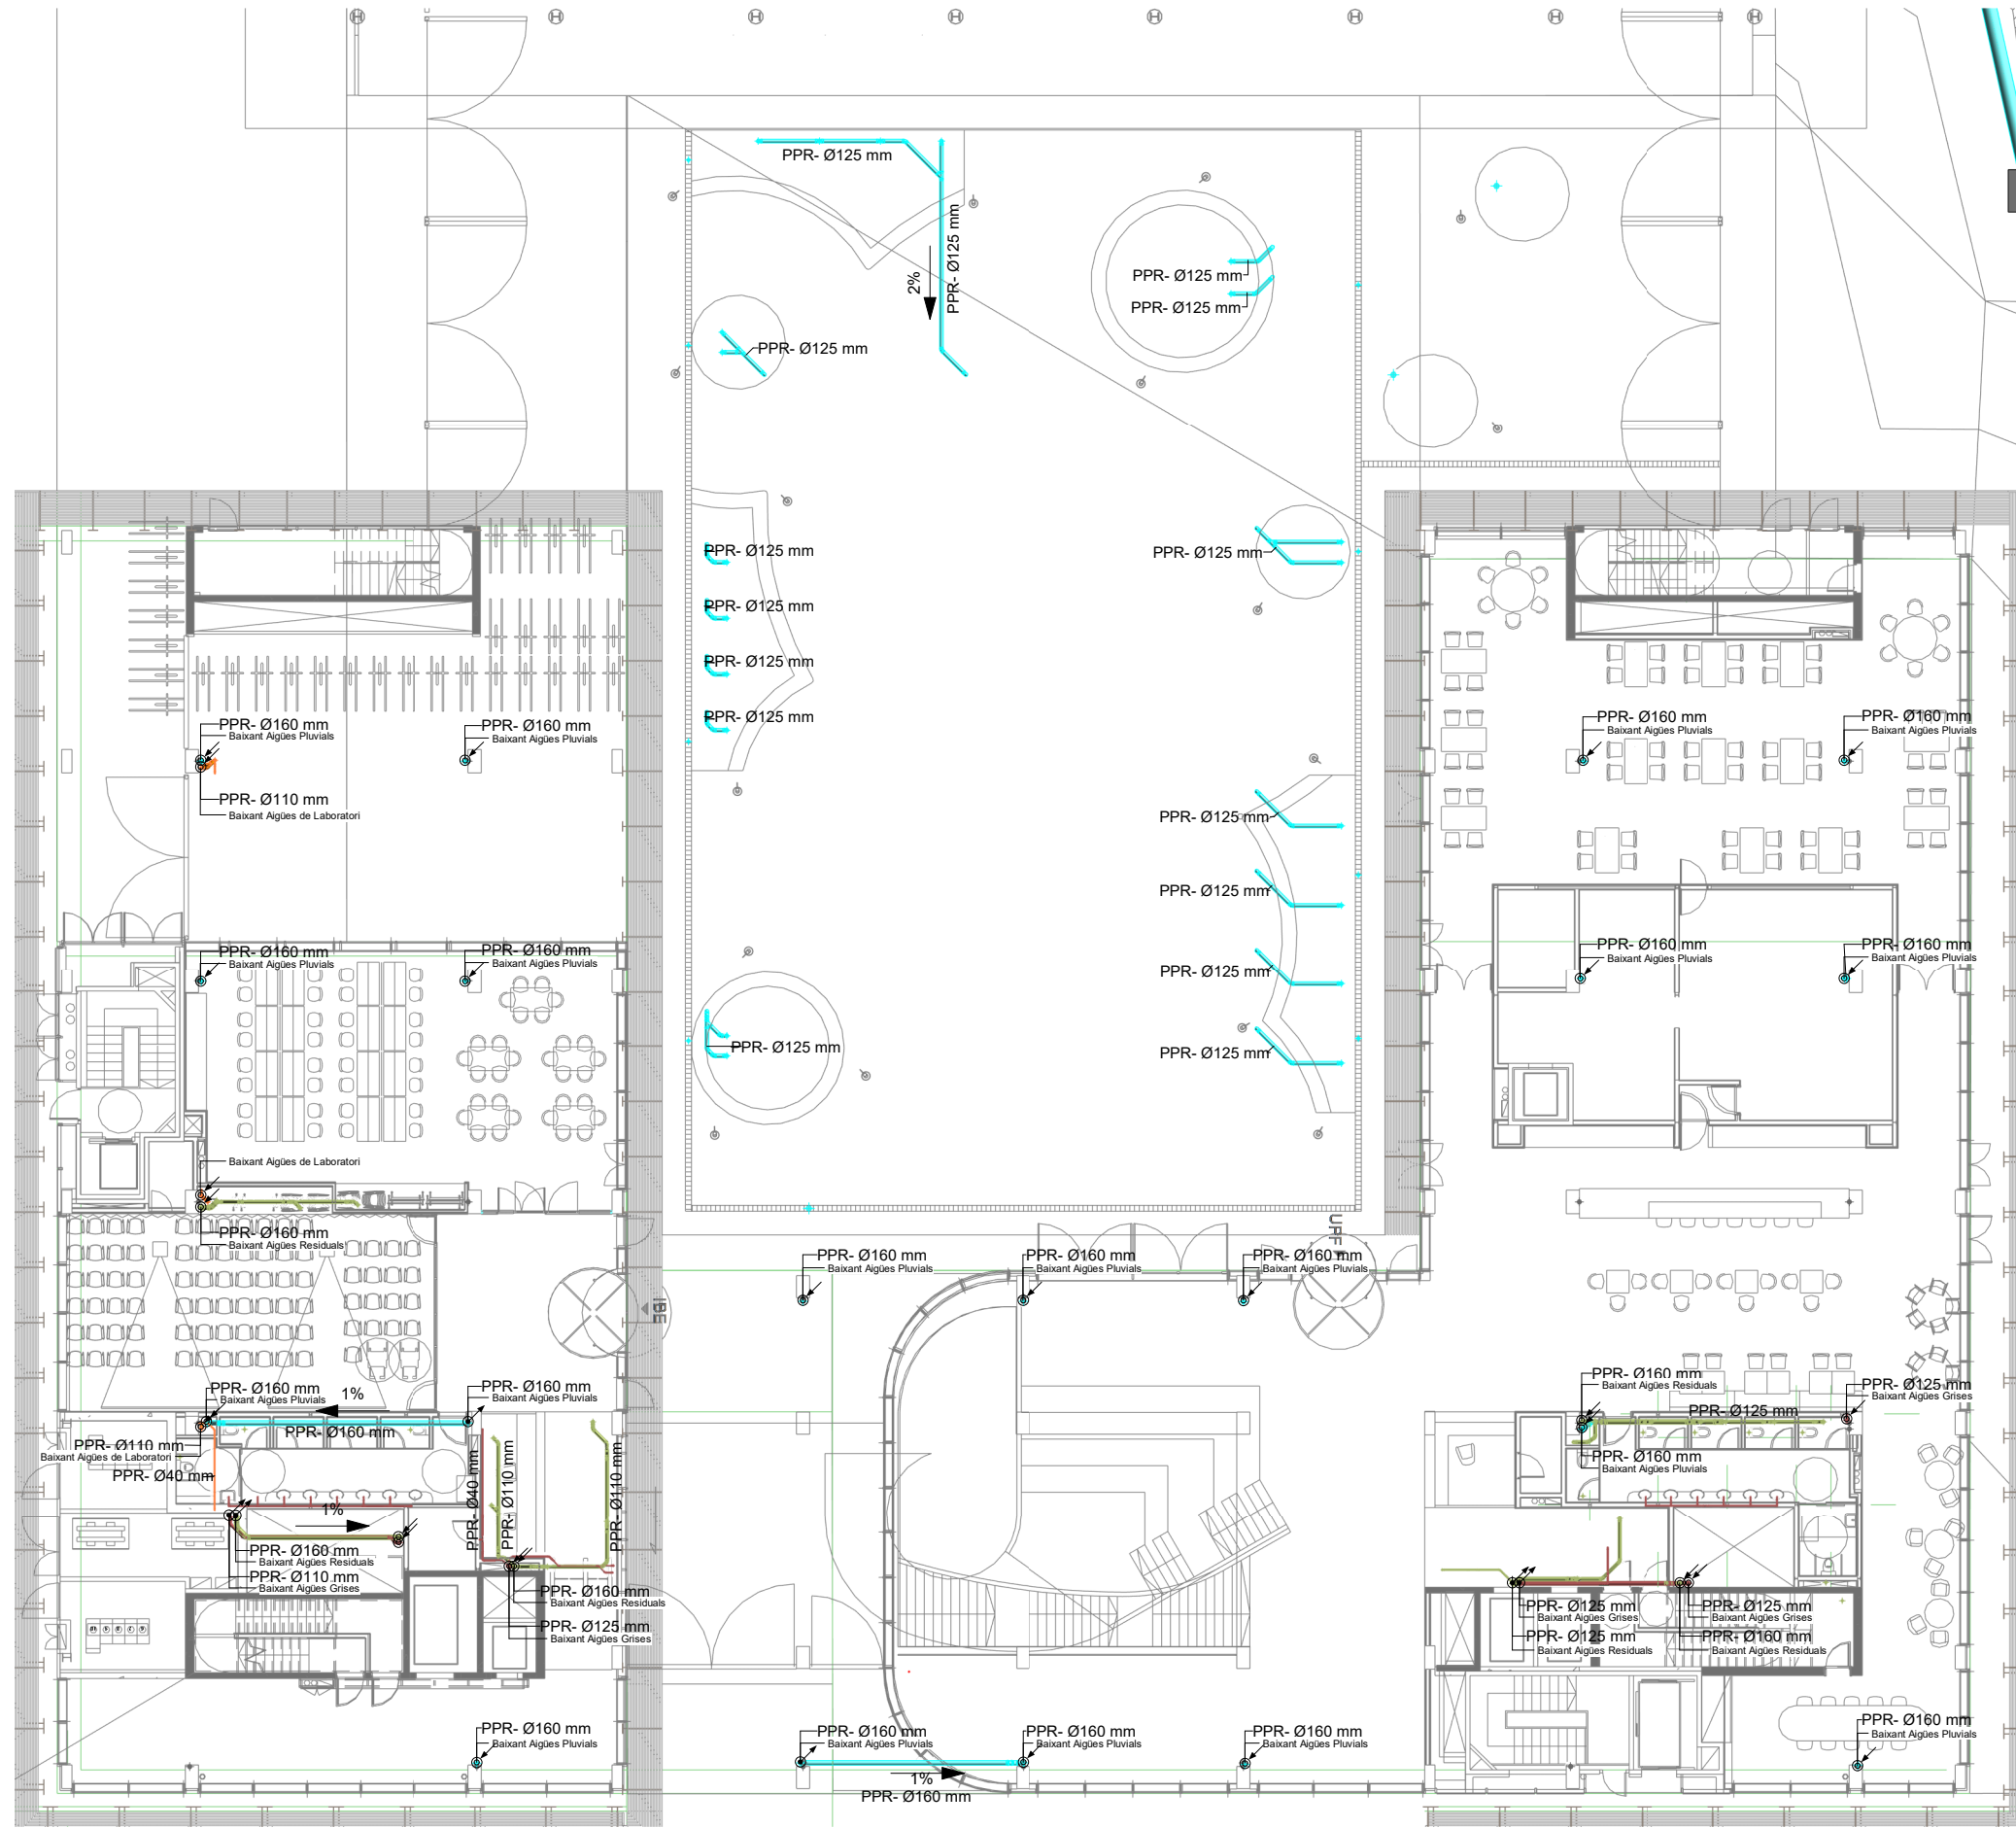 PPR- Ø125 mm
2%
PPR- Ø125 mm
PPR- Ø125 mm
PPR- Ø125 mm
PPR- Ø125 mm
PPR- Ø125 mm
PPR- Ø125 mm
PPR- Ø125 mm
PPR- Ø125 mm
PPR- Ø125 mm
PPR- Ø160 mm
Baixant Aigües Pluvials
PPR- Ø160 mm
Baixant Aigües Pluvials
PPR- Ø160 mm
Baixant Aigües Pluvials
PPR- Ø160 mm
Baixant Aigües Pluvials
PPR- Ø110 mm
Baixant Aigües de Laboratori
PPR- Ø125 mm
PPR- Ø125 mm
PPR- Ø160 mm
Baixant Aigües Pluvials
PPR- Ø160 mm
Baixant Aigües Pluvials
PPR- Ø160 mm
Baixant Aigües Pluvials
PPR- Ø160 mm
Baixant Aigües Pluvials
PPR- Ø125 mm
PPR- Ø125 mm
PPR- Ø125 mm
Baixant Aigües de Laboratori
PPR- Ø160 mm
Baixant Aigües Residuals
UPF
IBE
PPR- Ø160 mm
Baixant Aigües Pluvials
PPR- Ø160 mm
Baixant Aigües Pluvials
PPR- Ø160 mm
Baixant Aigües Pluvials
PPR- Ø160 mm
Baixant Aigües Pluvials
1%
PPR- Ø160 mm
Baixant Aigües Pluvials
PPR- Ø160 mm
PPR- Ø110 mm
Baixant Aigües de Laboratori
PPR- Ø40 mm
1%
PPR- Ø40 mm
PPR- Ø110 mm
PPR- Ø110 mm
PPR- Ø160 mm
Baixant Aigües Residuals
PPR- Ø110 mm
Baixant Aigües Grises
PPR- Ø160 mm
Baixant Aigües Residuals
PPR- Ø125 mm
Baixant Aigües Grises
PPR- Ø160 mm
Baixant Aigües Residuals
PPR- Ø125 mm
Baixant Aigües Grises
PPR- Ø125 mm
PPR- Ø160 mm
Baixant Aigües Pluvials
PPR- Ø125 mm
Baixant Aigües Grises
PPR- Ø125 mm
Baixant Aigües Residuals
PPR- Ø125 mm
Baixant Aigües Grises
PPR- Ø160 mm
Baixant Aigües Residuals
PPR- Ø160 mm
Baixant Aigües Pluvials
PPR- Ø160 mm
Baixant Aigües Pluvials
PPR- Ø160 mm
Baixant Aigües Pluvials
PPR- Ø160 mm
Baixant Aigües Pluvials
PPR- Ø160 mm
Baixant Aigües Pluvials
1%
PPR- Ø160 mm